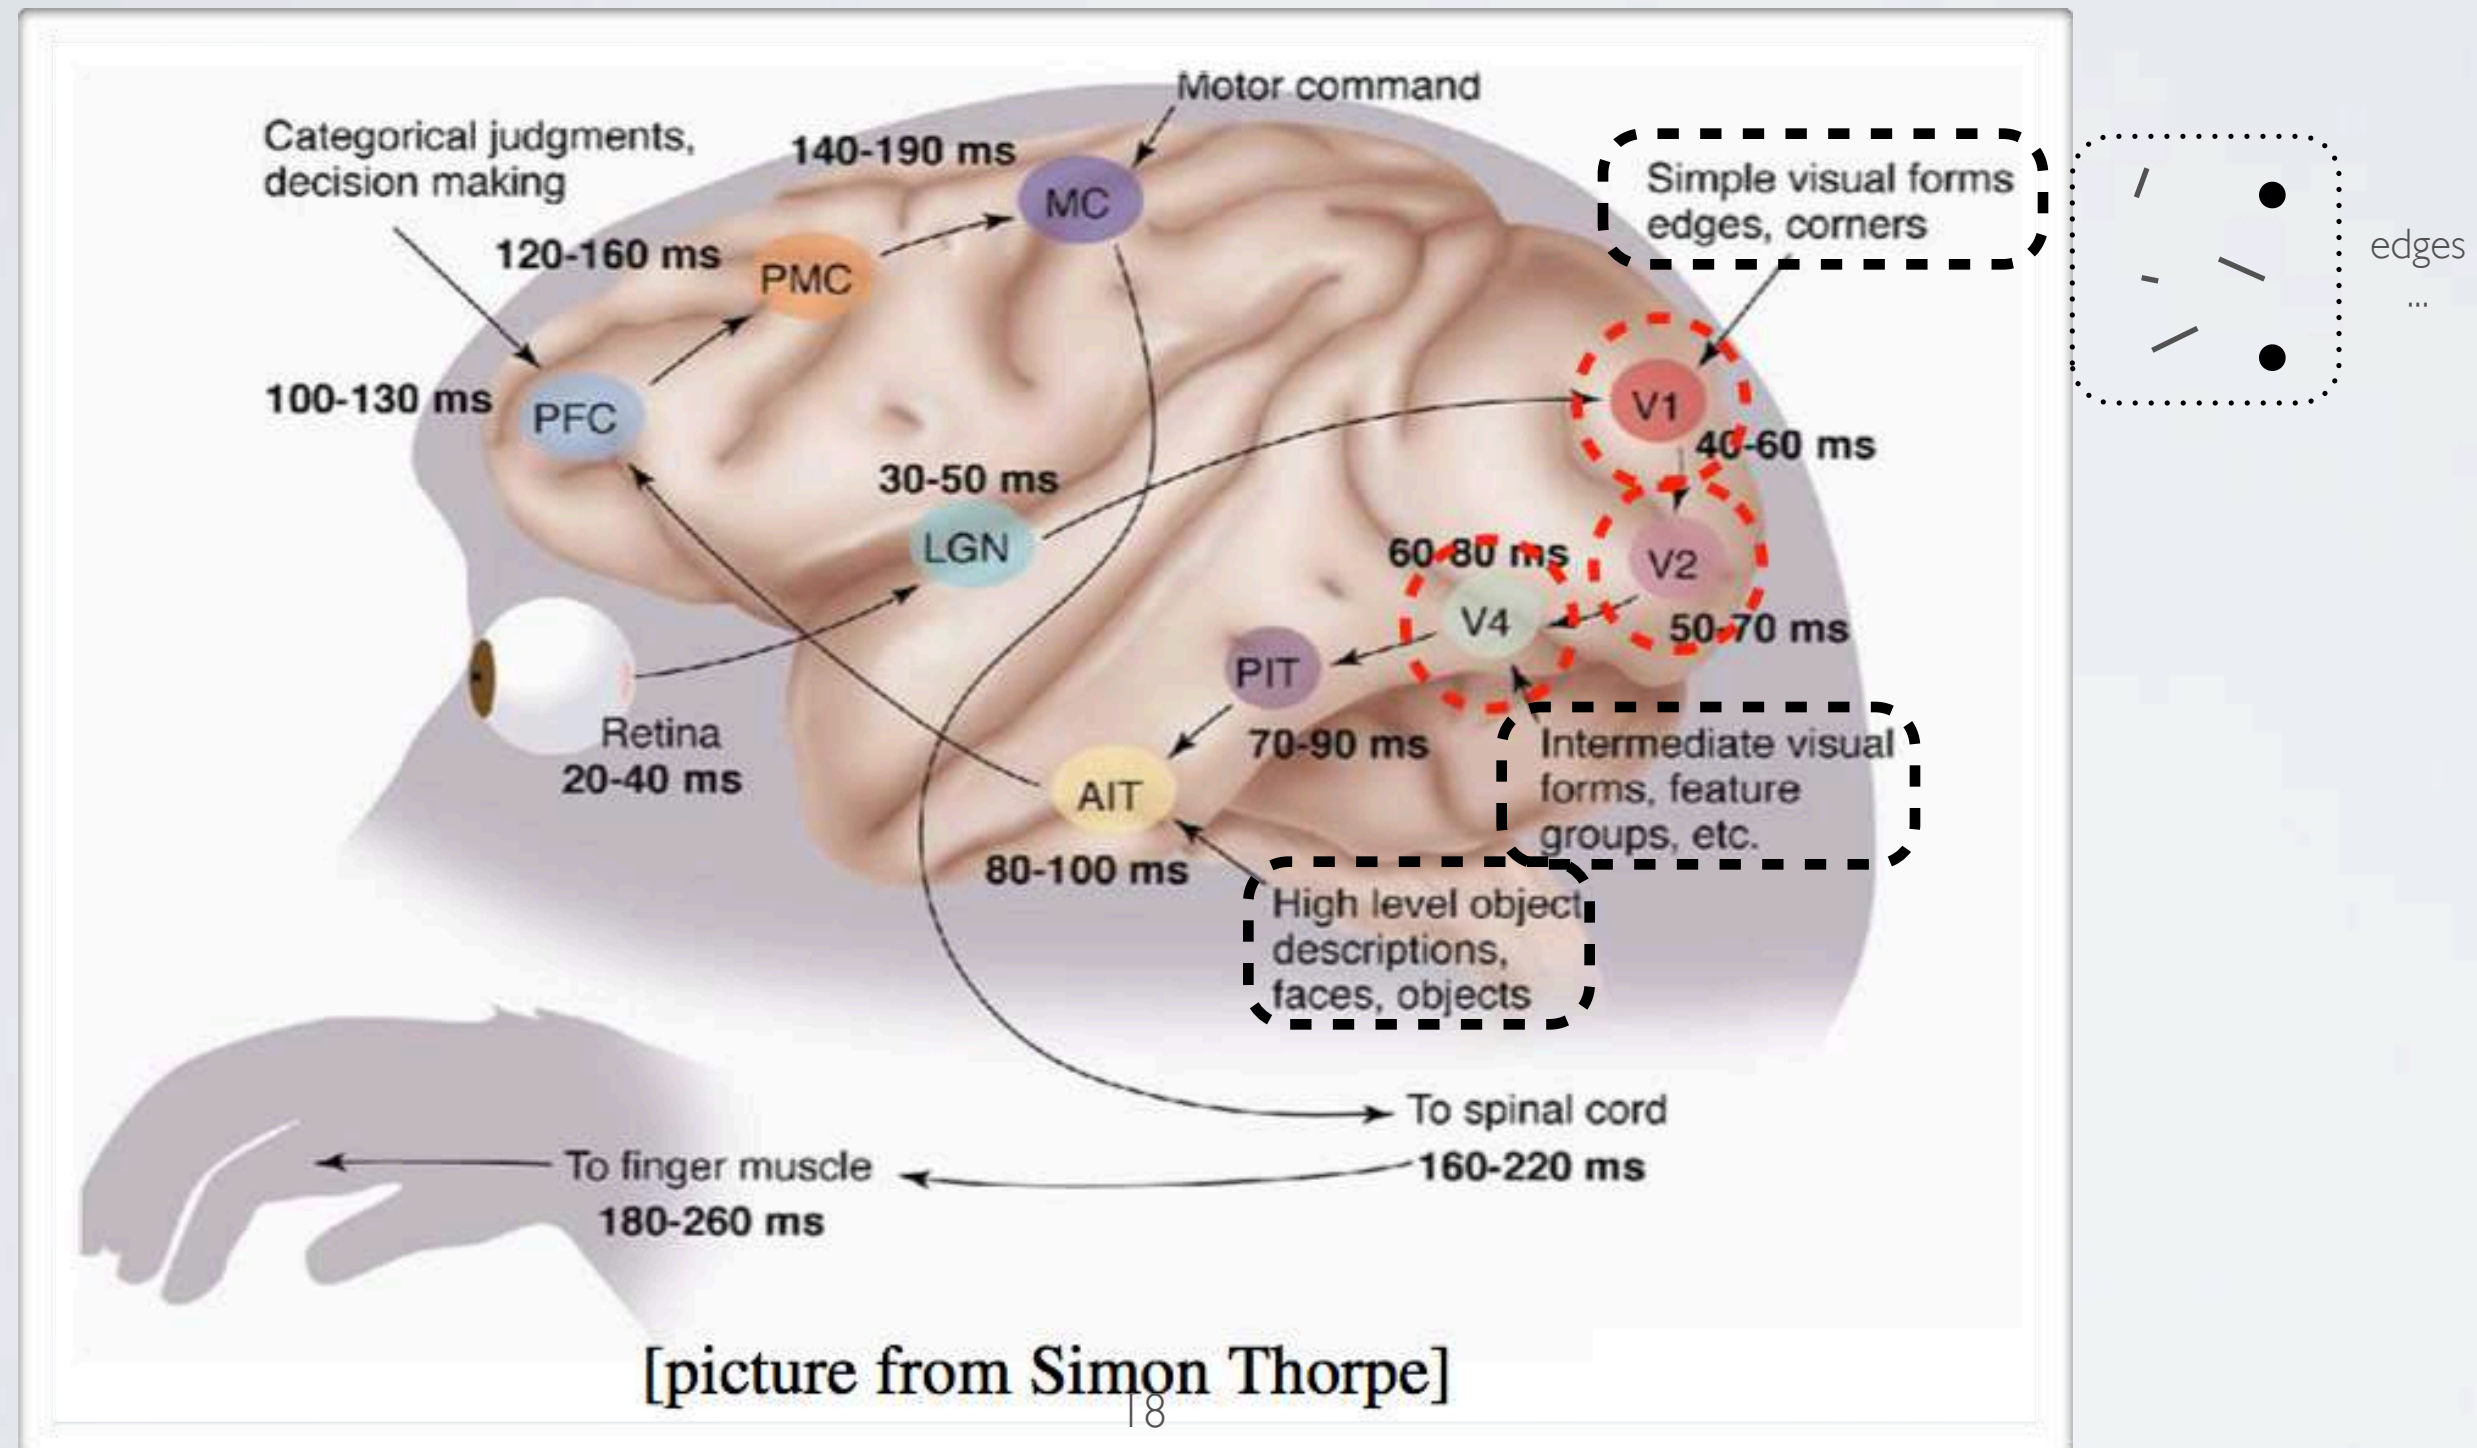 Motor command
Categorical judgments,
decision making
140-190 ms
MC
Simple visual forms
edges, corners
120-160 ms
PMC
edges
...
100-130 ms
PFC
V1
40-60 ms
30-50 ms
LGN
60-80 ms
V2
V4
50-70 ms
PIT
Retina
20-40 ms
70-90 ms
Intermediate visual
forms, feature
groups, etc.
AIT
80-100 ms
High level object
descriptions,
faces, objects
To spinal cord
160-220 ms
To finger muscle
180-260 ms
[picture from Simon Thorpe]
18